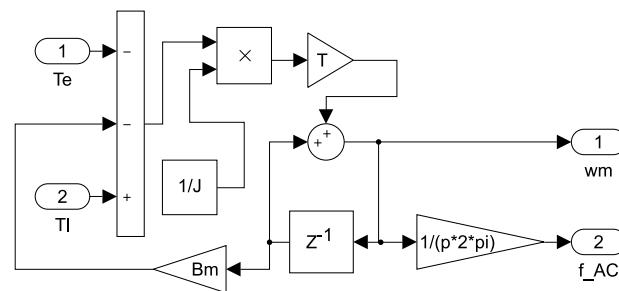 1
Te
−
−
+
2
Tl
×
T
+ +
1/J
Z-1
Bm
1/(p*2*pi)
1
wm
2
f_AC